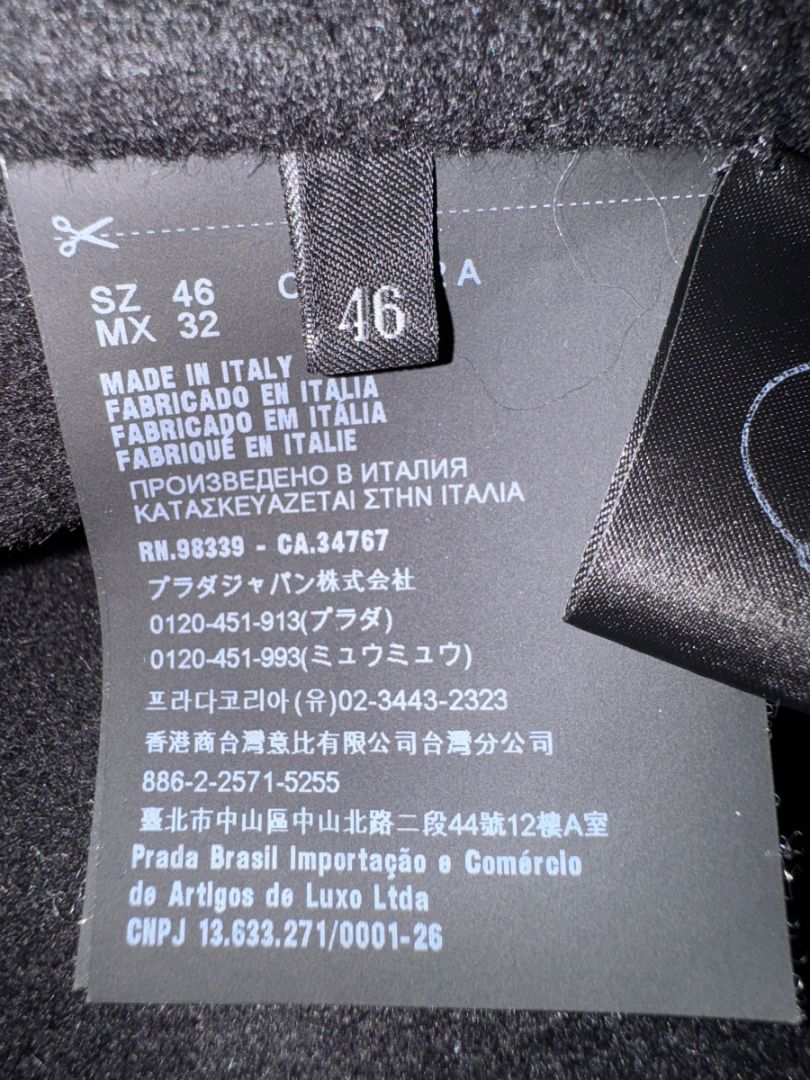 SZ 46
MX 32
46
MADE IN ITALY
FABRICADO EN ITALIA
FABRICADO EM ITÁLIA
FABRIQUÉ EN ITALIE
ПРОИЗВЕДЕНО В ИТАЛИЯ
ΚΑΤΑΣΚΕΥΑΖΕΤΑΙ ΣΤΗΝ ΙΤΑΛΙΑ
RN.98339 - CA.34767
プラダジャパン株式会社
0120-451-913(プラダ)
0120-451-993(ミュウミュウ)
프라다코리아(유)02-3443-2323
香港商台灣意比有限公司台灣分公司
886-2-2571-5255
臺北市中山區中山北路二段44號12樓A室
Prada Brasil Importação e Comércio
de Artigos de Luxo Ltda
CNPJ 13.633.271/0001-26